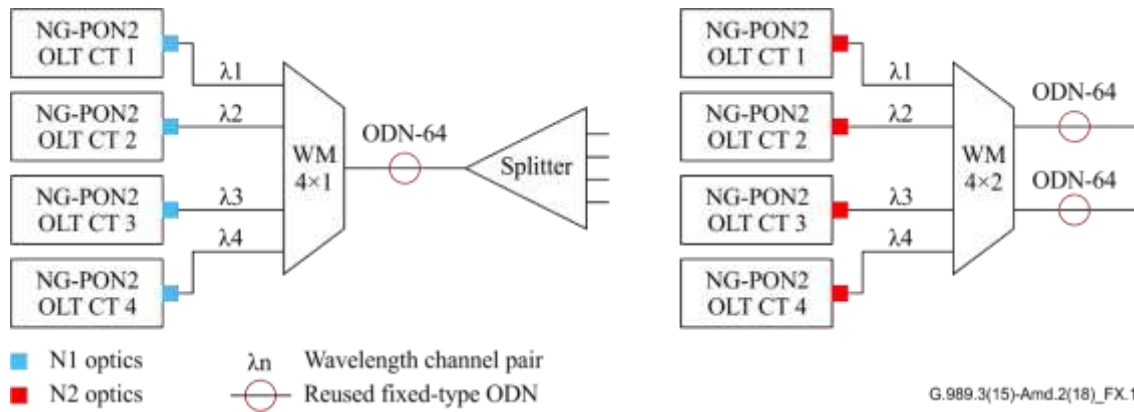 NG-PON2
OLT CT 1
NG-PON2
OLT CT 2
NG-PON2
OLT CT 3
NG-PON2
OLT CT 4
λ1
λ2
λ3
λ4
WM
4×1
ODN-64
Splitter
NG-PON2
OLT CT 1
NG-PON2
OLT CT 2
NG-PON2
OLT CT 3
NG-PON2
OLT CT 4
λ1
λ2
λ3
λ4
WM
4×2
ODN-64
ODN-64
N1 optics
N2 optics
λn Wavelength channel pair
Reused fixed-type ODN
G.989.3(15)-Amd.2(18)_FX.1